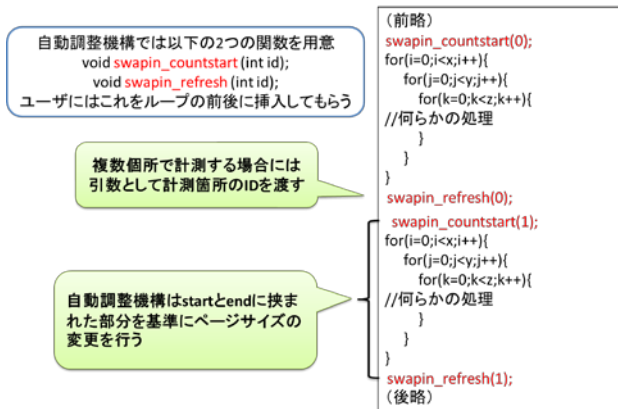 自動調整機構では以下の2つの関数を用意
void swapin_countstart (int id);
void swapin_refresh (int id);
ユーザにはこれをループの前後に挿入してもらう
複数個所で計測する場合には
引数として計測箇所のIDを渡す
自動調整機構はstartとendに挟ま
れた部分を基準にページサイズの
変更を行う
（前略）
swapin_countstart(0);
for(i=0;i<x;i++){
for(j=0;j<y;j++){
for(k=0;k<z;k++){
//何らかの処理
}
}
}
swapin_refresh(0);
swapin_countstart(1);
for(i=0;i<x;i++){
for(j=0;j<y;j++){
for(k=0;k<z;k++){
//何らかの処理
}
}
}
swapin_refresh(1);
（後略）